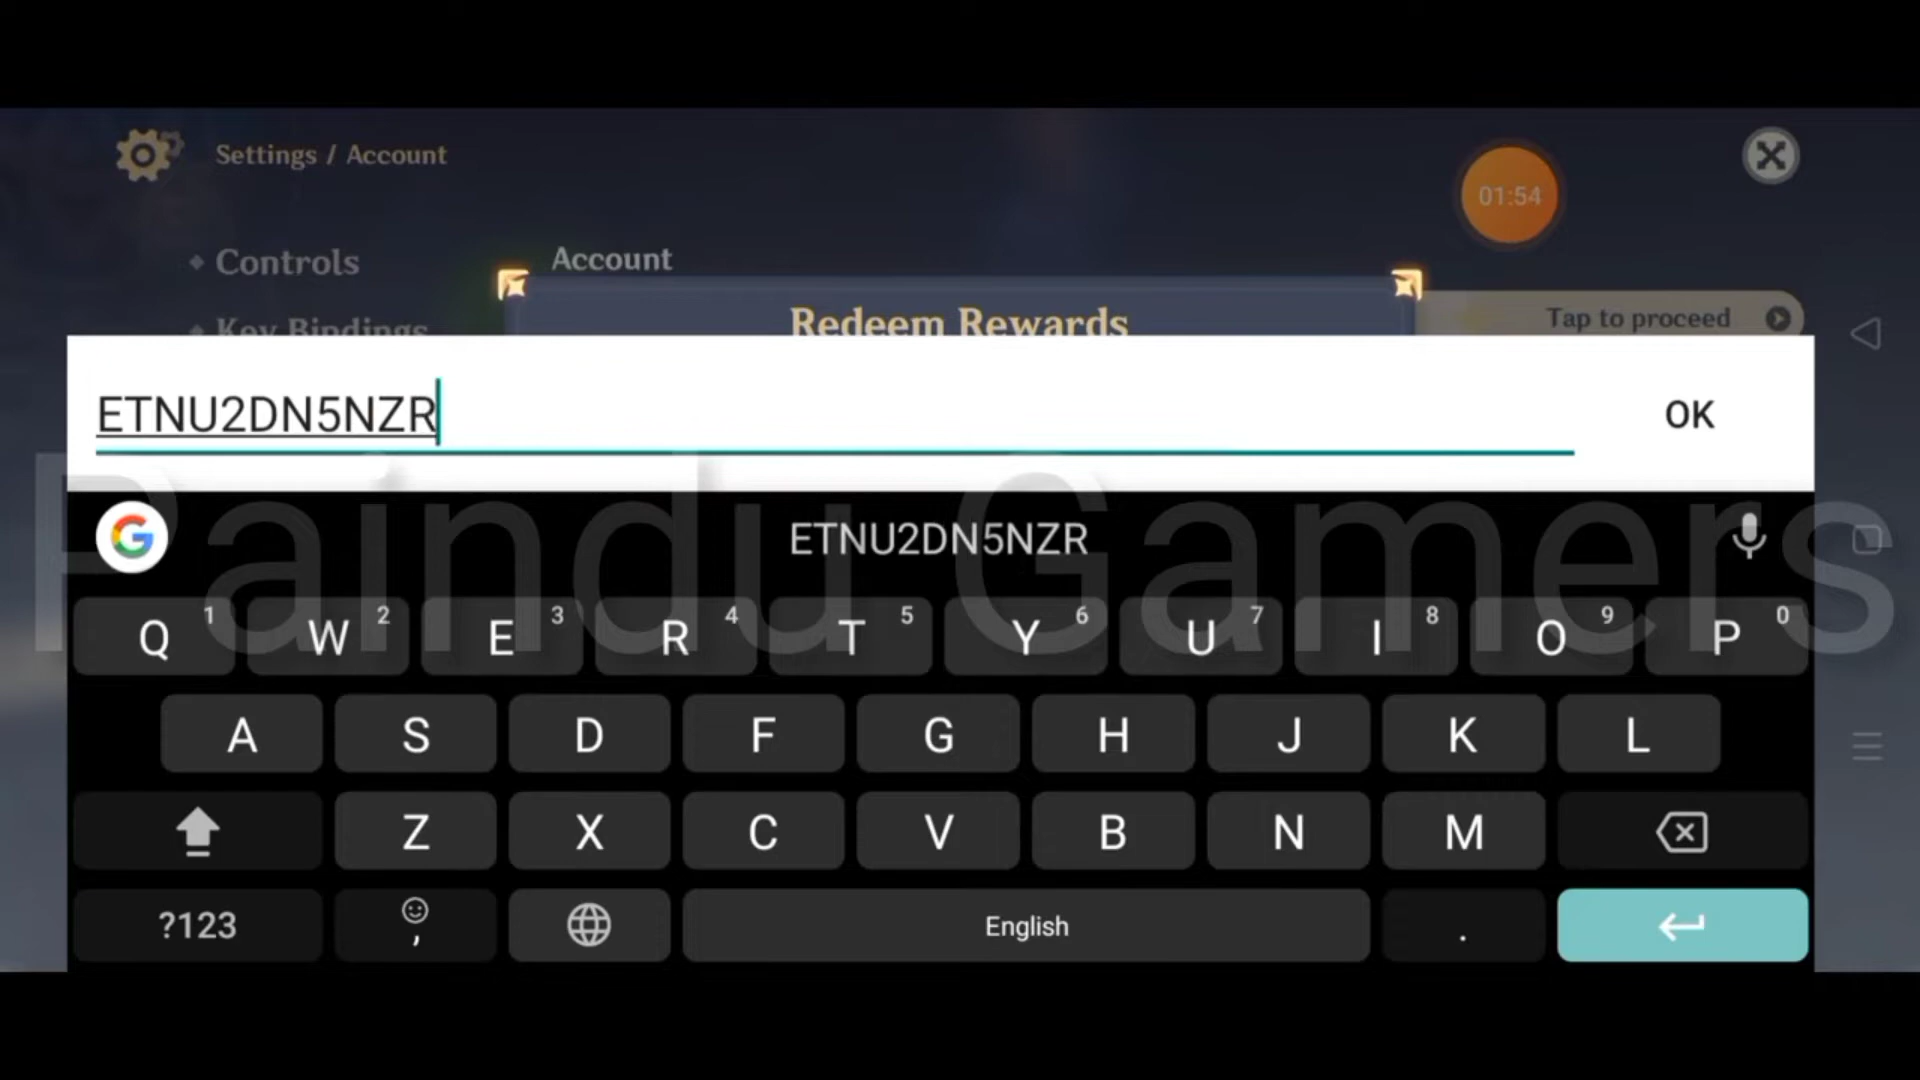 Settings / Account
01:54
Controls
Account
Key Bindings
Redeem Rewards
Tap to proceed
ETNU2DN5NZR
OK
Paindu Gamers
ETNU2DN5NZR
Q 1 W 2 E 3 R 4 T 5 Y 6 U 7 I 8 O 9 P 0
A S D F G H J K L
Z X C V B N M
?123 , English .